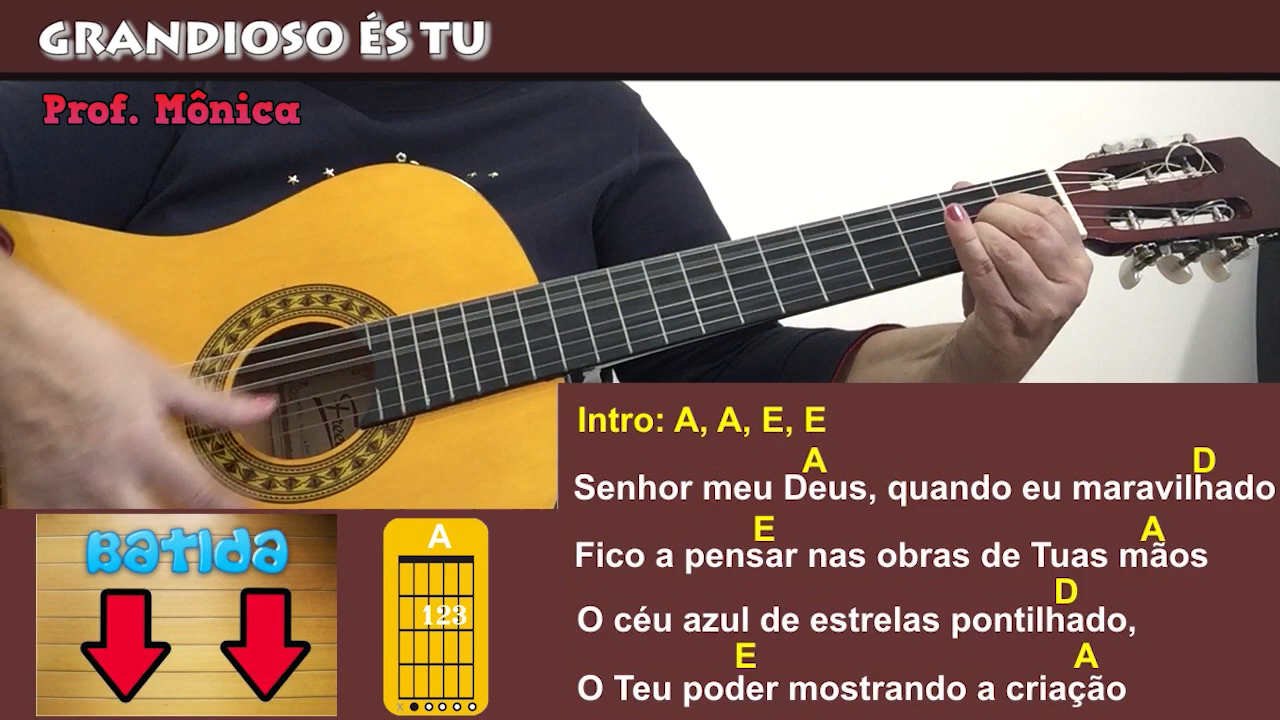 GRANDIOSO ÉS TU
Prof. Mônica
Intro: A, A, E, E
A D
Senhor meu Deus, quando eu maravilhado
E A
Fico a pensar nas obras de Tuas mãos
D
O céu azul de estrelas pontilhado,
E A
O Teu poder mostrando a criação
Batida
A
123
X